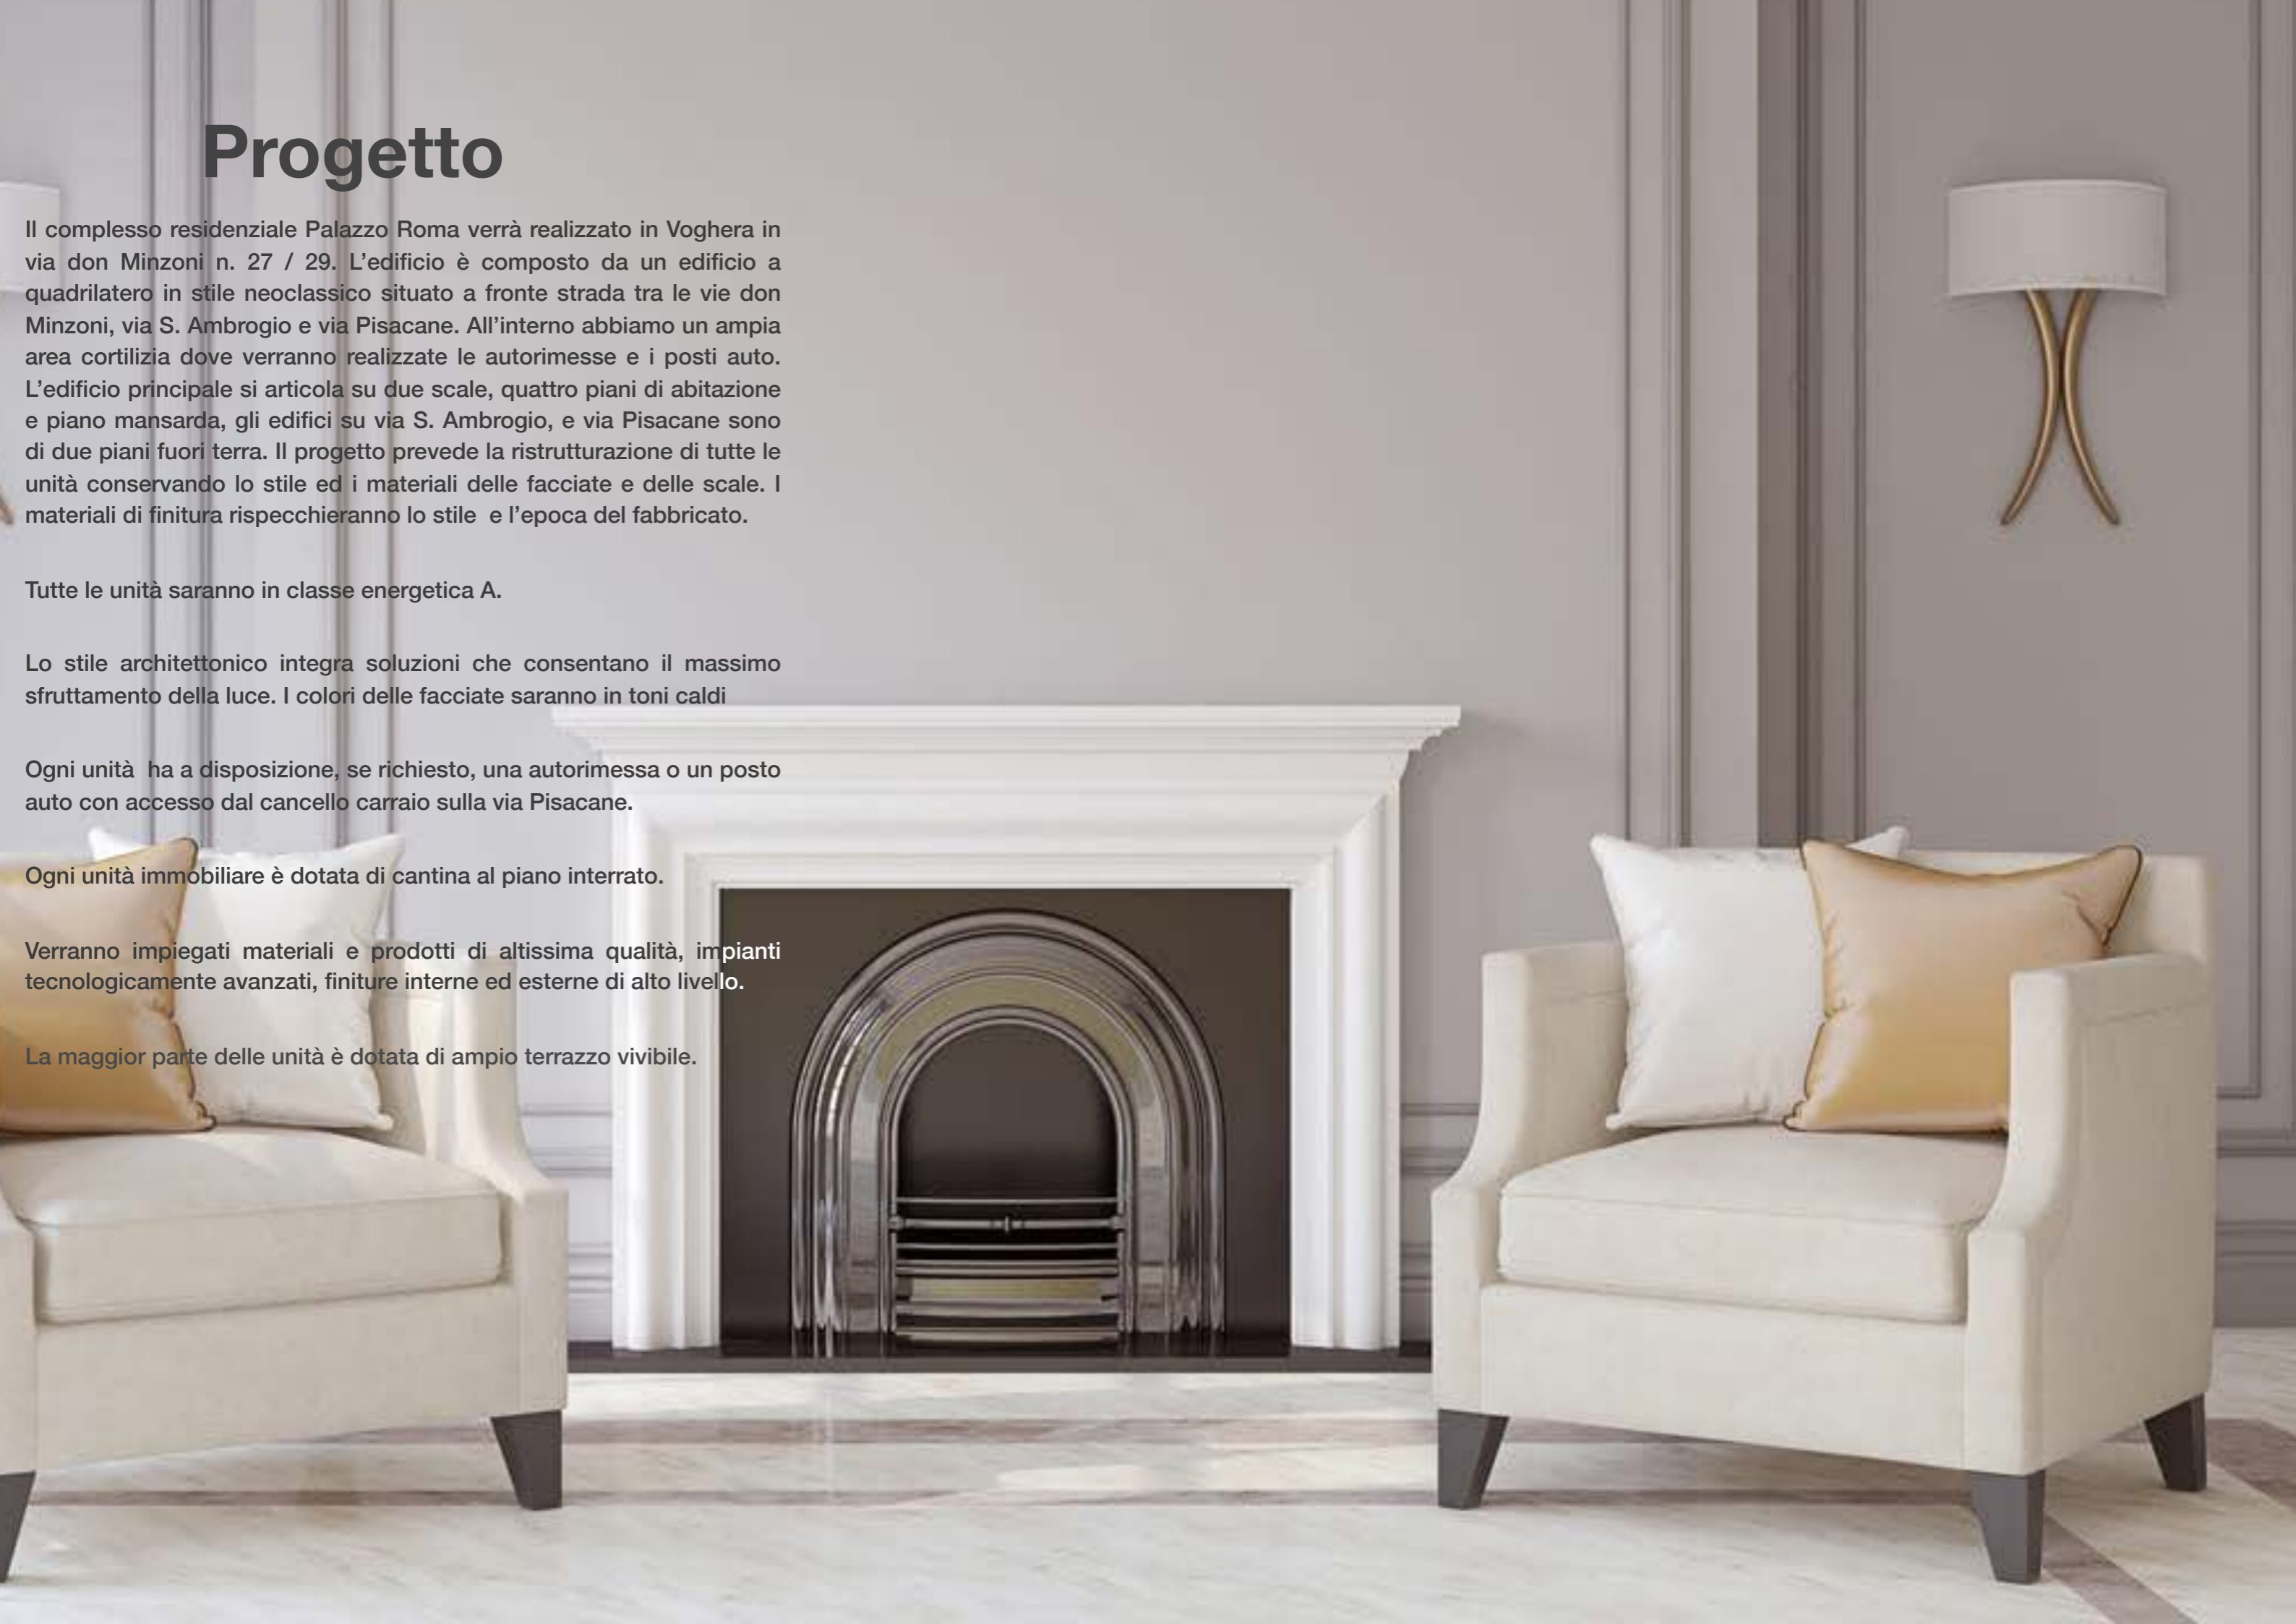 Progetto
Il complesso residenziale Palazzo Roma verrà realizzato in Voghera in
via don Minzoni n. 27 / 29. L’edificio è composto da un edificio a
quadrilatero in stile neoclassico situato a fronte strada tra le vie don
Minzoni, via S. Ambrogio e via Pisacane. All’interno abbiamo un ampia
area cortilizia dove verranno realizzate le autorimesse e i posti auto.
L’edificio principale si articola su due scale, quattro piani di abitazione
e piano mansarda, gli edifici su via S. Ambrogio, e via Pisacane sono
di due piani fuori terra. Il progetto prevede la ristrutturazione di tutte le
unità conservando lo stile ed i materiali delle facciate e delle scale. I
materiali di finitura rispecchieranno lo stile  e l’epoca del fabbricato.
Tutte le unità saranno in classe energetica A.
Lo stile architettonico integra soluzioni che consentano il massimo
sfruttamento della luce. I colori delle facciate saranno in toni caldi
Ogni unità  ha a disposizione, se richiesto, una autorimessa o un posto
auto con accesso dal cancello carraio sulla via Pisacane.
Ogni unità immobiliare è dotata di cantina al piano interrato.
Verranno impiegati materiali e prodotti di altissima qualità, impianti
tecnologicamente avanzati, finiture interne ed esterne di alto livello.
La maggior parte delle unità è dotata di ampio terrazzo vivibile.